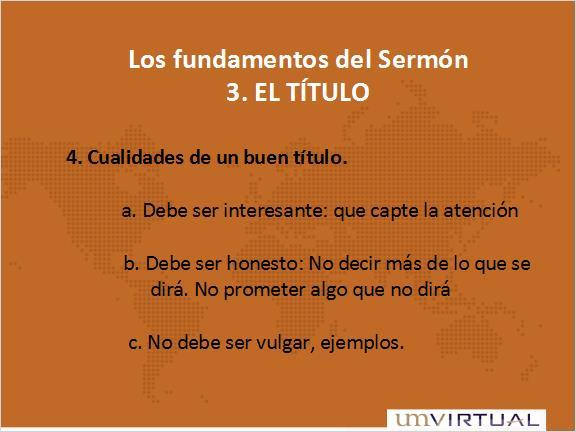 Los fundamentos del Sermón
3. EL TÍTULO
4. Cualidades de un buen título.
a. Debe ser interesante: que capte la atención
b. Debe ser honesto: No decir más de lo que se
dirá. No prometer algo que no dirá
c. No debe ser vulgar, ejemplos.
UMVIRTUAL